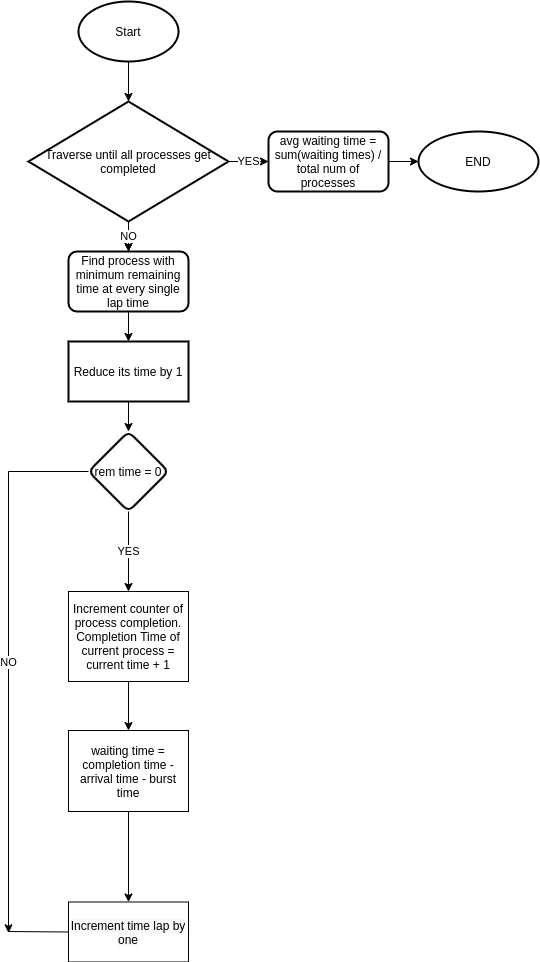 Start
Traverse until all processes get
completed
YES
avg waiting time =
sum(waiting times) /
total num of
processes
END
NO
Find process with
minimum remaining
time at every single
lap time
Reduce its time by 1
rem time = 0
YES
Increment counter of
process completion.
Completion Time of
current process =
current time + 1
NO
waiting time =
completion time -
arrival time - burst
time
Increment time lap by
one